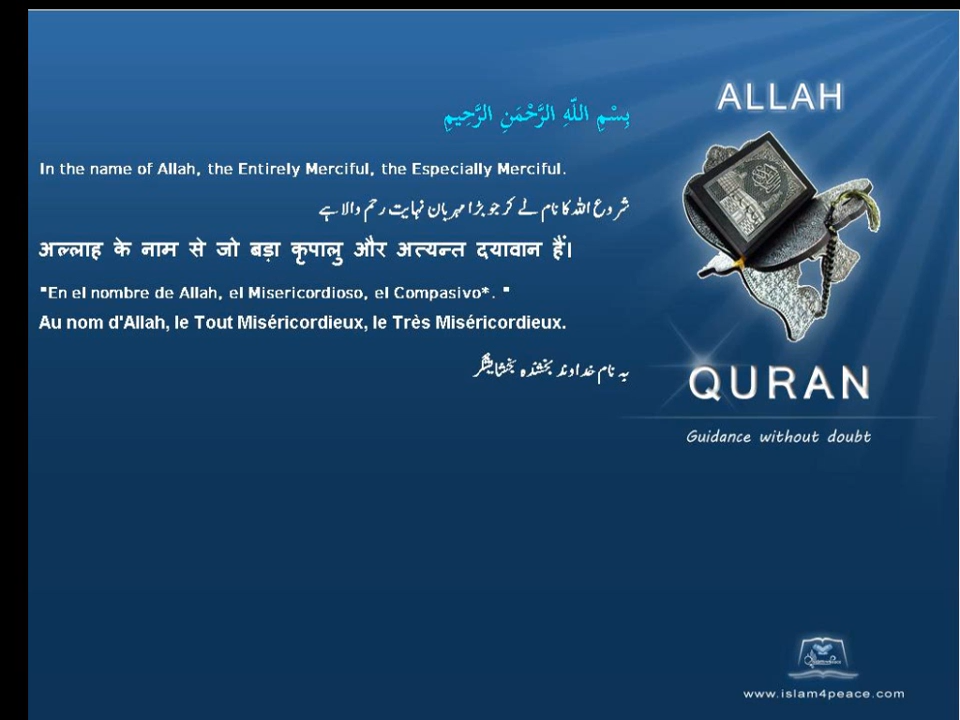 بِسْمِ اللّهِ الرَّحْمَنِ الرَّحِيمِ
In the name of Allah, the Entirely Merciful, the Especially Merciful.
شروع الله کا نام لے کر جو بڑا مہربان نہایت رحم والا ہے
अल्लाह के नाम से जो बड़ा कृपालु और अत्यन्त दयावान हैं।
"En el nombre de Allah, el Misericordioso, el Compasivo*. "
Au nom d'Allah, le Tout Miséricordieux, le Très Miséricordieux.
به نام خداوند بخشنده بخشایشگر
ALLAH
QURAN
Guidance without doubt
www.islam4peace.com